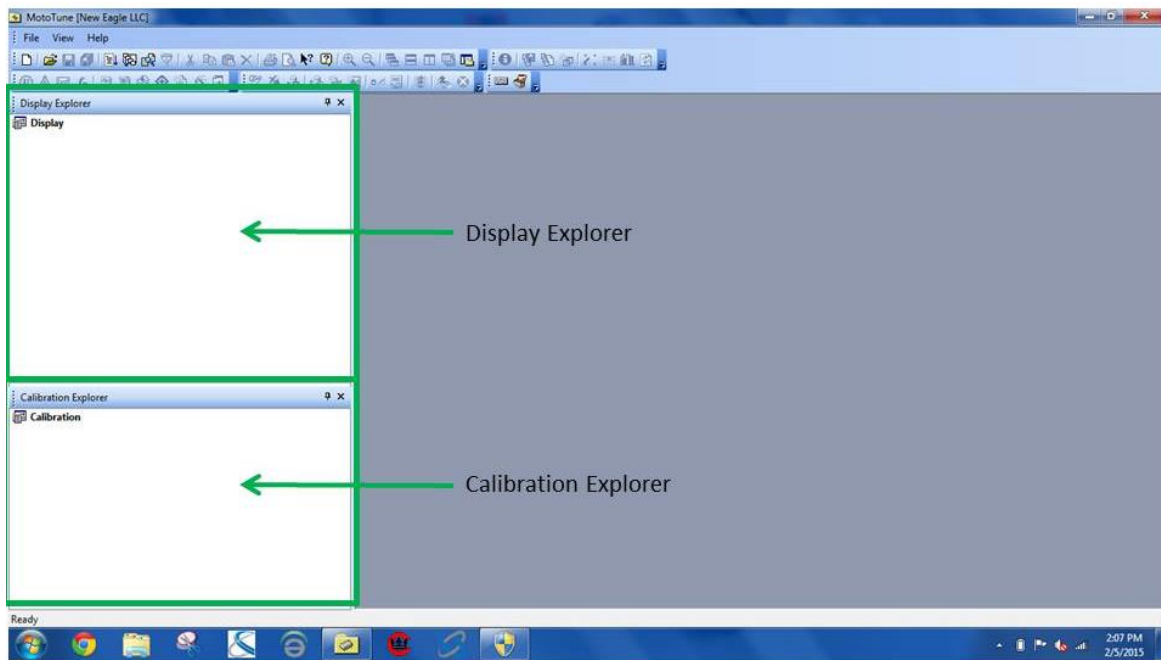 MotoTune [New Eagle LLC]
File View Help
Display Explorer
Display
Display Explorer
Calibration Explorer
Calibration
Calibration Explorer
Ready
2:07 PM
2/5/2015